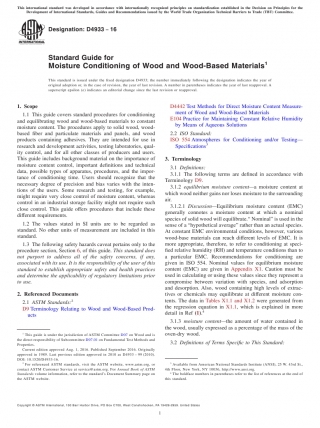 This international standard was developed in accordance with internationally recognized principles on standardization established in the Decision on Principles for the
Development of International Standards, Guides and Recommendations issued by the World Trade Organization Technical Barriers to Trade (TBT) Committee.
Designation: D4933 − 16
Standard Guide for
Moisture Conditioning of Wood and Wood-Based Materials1
This standard is issued under the fixed designation D4933; the number immediately following the designation indicates the year of
original adoption or, in the case of revision, the year of last revision. A number in parentheses indicates the year of last reapproval. A
superscript epsilon (ε) indicates an editorial change since the last revision or reapproval.
1. Scope
1.1 This guide covers standard procedures for conditioning
and equilibrating wood and wood-based materials to constant
moisture content. The procedures apply to solid wood, wood-
based fiber and particulate materials and panels, and wood
products containing adhesives. They are intended for use in
research and development activities, testing laboratories, qual-
ity control, and for all other classes of producers and users.
This guide includes background material on the importance of
moisture content control, important definitions and technical
data, possible types of apparatus, procedures, and the impor-
tance of conditioning time. Users should recognize that the
necessary degree of precision and bias varies with the inten-
tions of the users. Some research and testing, for example,
might require very close control of moisture content, whereas
control in an industrial storage facility might not require such
close control. This guide offers procedures that include these
different requirements.
1.2 The values stated in SI units are to be regarded as
standard. No other units of measurement are included in this
standard.
1.3 The following safety hazards caveat pertains only to the
procedure section, Section 6, of this guide. This standard does
not purport to address all of the safety concerns, if any,
associated with its use. It is the responsibility of the user of this
standard to establish appropriate safety and health practices
and determine the applicability of regulatory limitations prior
to use.
2. Referenced Documents
2.1 ASTM Standards:2
D9 Terminology Relating to Wood and Wood-Based Prod-
ucts
D4442 Test Methods for Direct Moisture Content Measure-
ment of Wood and Wood-Based Materials
E104 Practice for Maintaining Constant Relative Humidity
by Means of Aqueous Solutions
2.2 ISO Standard:3
ISO 554 Atmospheres for Conditioning and/or Testing—
Specifications
3. Terminology
3.1 Definitions:
3.1.1 The following terms are defined in accordance with
Terminology D9.
3.1.2 equilibrium moisture content—a moisture content at
which wood neither gains nor loses moisture to the surrounding
air.
3.1.2.1 Discussion—Equilibrium moisture content (EMC)
generally connotes a moisture content at which a nominal
species of solid wood will equilibrate. "Nominal" is used in the
sense of a "hypothetical average" rather than an actual species.
At constant EMC environmental conditions, however, various
wood-base materials can reach different levels of EMC. It is
more appropriate, therefore, to refer to conditioning at speci-
fied relative humidity (RH) and temperature conditions than to
a particular EMC. Recommendations for conditioning are
given in ISO 554. Nominal values for equilibrium moisture
content (EMC) are given in Appendix X1. Caution must be
used in calculating or using these values since they represent a
compromise between variation with species, and adsorption
and desorption. Also, wood containing high levels of extrac-
tives or chemicals may equilibrate at different moisture con-
tents. The data in Tables X1.1 and X1.2 were generated from
the regression equation in X1.1, which is explained in more
detail in Ref (1).4
3.1.3 moisture content—the amount of water contained in
the wood, usually expressed as a percentage of the mass of the
oven-dry wood.
3.2 Definitions of Terms Specific to This Standard:
1 This guide is under the jurisdiction of ASTM Committee D07 on Wood and is
the direct responsibility of Subcommittee D07.01 on Fundamental Test Methods and
Properties.
Current edition approved Aug. 1, 2016. Published September 2016. Originally
2 For referenced ASTM standards, visit the ASTM website, www.astm.org, or
contact ASTM Customer Service at service@astm.org. For Annual Book of ASTM
Standards volume information, refer to the standard's Document Summary page on
the ASTM website.
3 Available from American National Standards Institute (ANSI), 25 W. 43rd St.,
4th Floor, New York, NY 10036, http://www.ansi.org.
4 The boldface numbers in parentheses refer to the list of references at the end of
this standard.
Copyright © ASTM International, 100 Barr Harbor Drive, PO Box C700, West Conshohocken, PA 19428-2959. United States
1